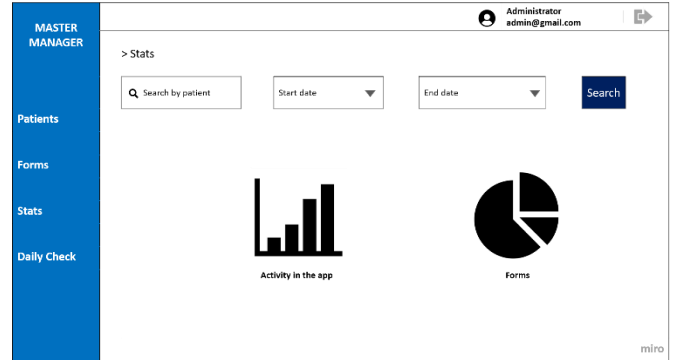 MASTER
MANAGER
Administrator
admin@gmail.com
> Stats
Search by patient
Start date
End date
Search
Patients
Forms
Stats
Daily Check
Activity in the app
Forms
miro